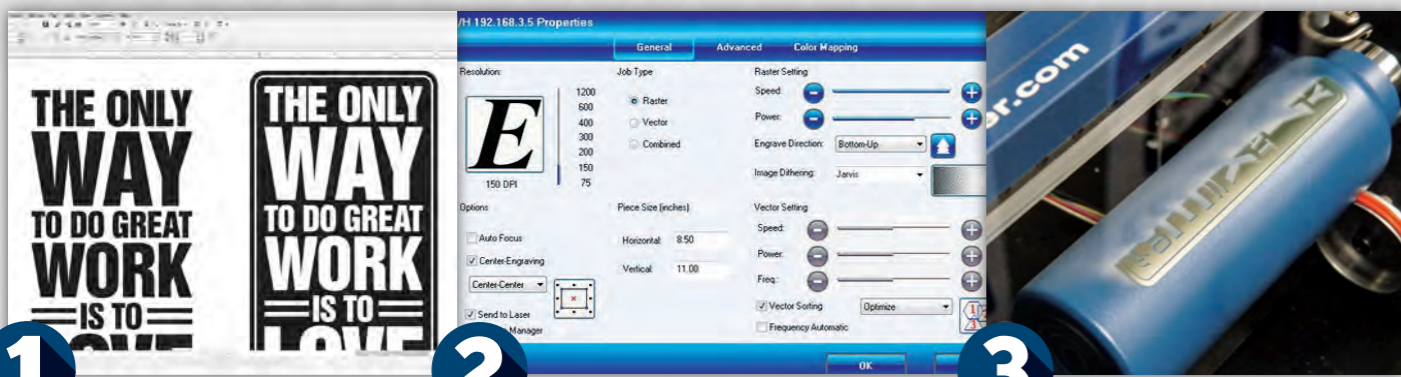 THE ONLY
WAY
TO DO GREAT
WORK
IS TO
LOVE
THE ONLY
WAY
TO DO GREAT
WORK
IS TO
LOVE
1
/H 192.168.3.5 Properties
General Advanced Color Mapping
Resolution:
E
150 DPI
1200
600
400
300
200
150
75
Job Type
Raster
Vector
Combined
Raster Setting
Speed:
Power:
Engrave Direction: Bottom-Up
Image Dithering: Jarvis
Options
Auto Focus
Center-Engraving
Center-Center
Send to Laser
Manager
Piece Size (inches)
Horizontal: 8.50
Vertical: 11.00
Vector Setting
Speed:
Power:
Freq.:
Vector Sorting Optimize
Frequency Automatic
OK
2
er.com
3